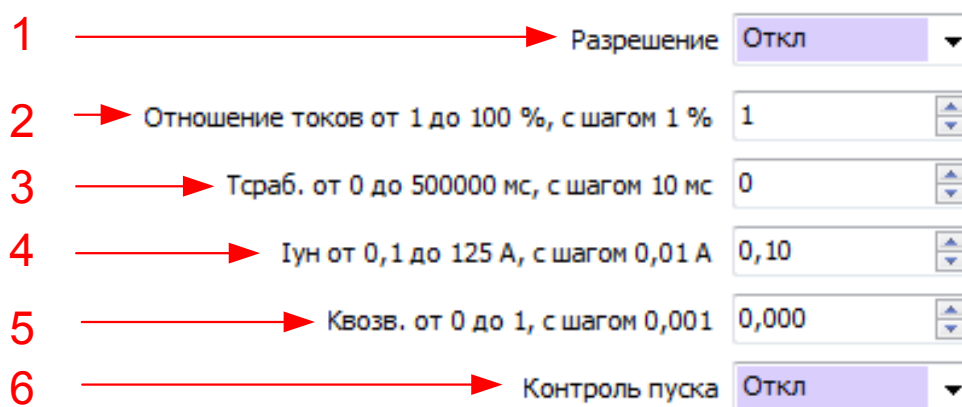 1 Разрешение Откл
2 Отношение токов от 1 до 100 %, с шагом 1 % 1
3 Тсраб. от 0 до 500000 мс, с шагом 10 мс 0
4 Iун от 0,1 до 125 А, с шагом 0,01 А 0,10
5 Квозв. от 0 до 1, с шагом 0,001 0,000
6 Контроль пуска Откл